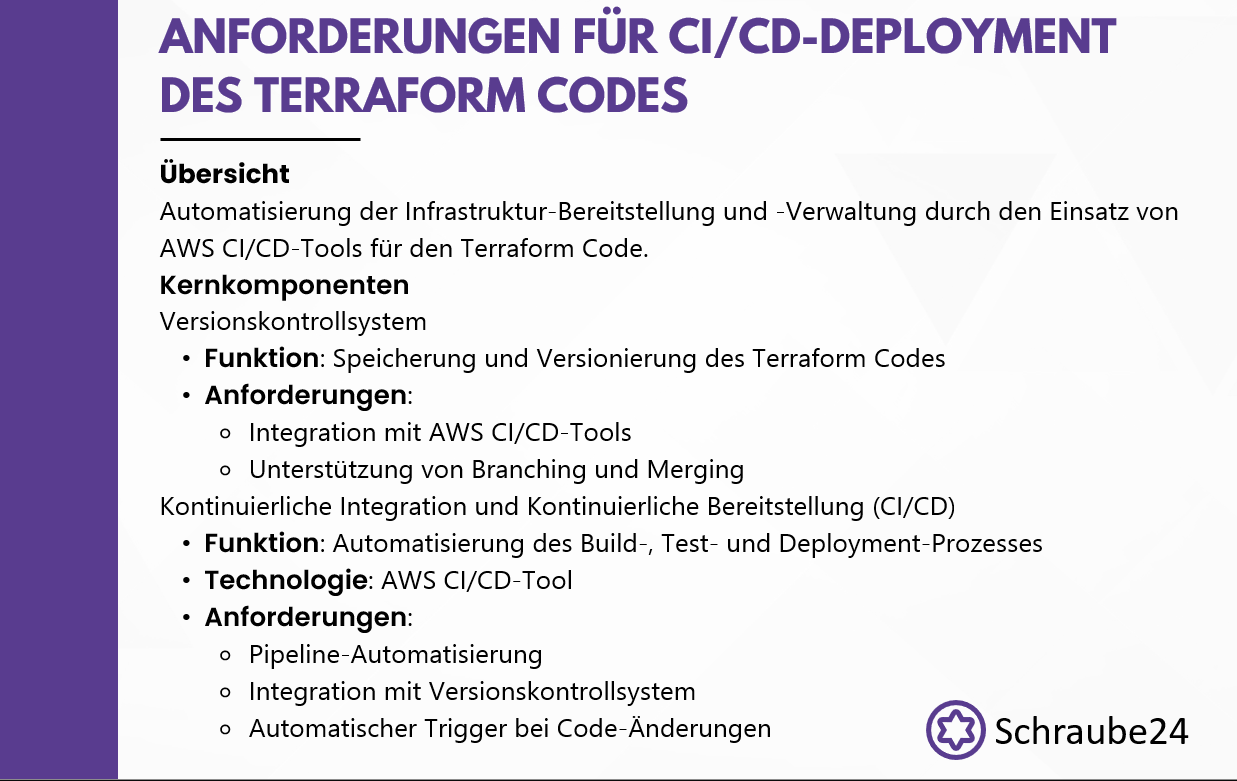 ANFORDERUNGEN FÜR CI/CD-DEPLOYMENT
DES TERRAFORM CODES
Übersicht
Automatisierung der Infrastruktur-Bereitstellung und -Verwaltung durch den Einsatz von
AWS CI/CD-Tools für den Terraform Code.
Kernkomponenten
Versionskontrollsystem
• Funktion: Speicherung und Versionierung des Terraform Codes
• Anforderungen:
○ Integration mit AWS CI/CD-Tools
○ Unterstützung von Branching und Merging
Kontinuierliche Integration und Kontinuierliche Bereitstellung (CI/CD)
• Funktion: Automatisierung des Build-, Test- und Deployment-Prozesses
• Technologie: AWS CI/CD-Tool
• Anforderungen:
○ Pipeline-Automatisierung
○ Integration mit Versionskontrollsystem
○ Automatischer Trigger bei Code-Änderungen
Schraube24